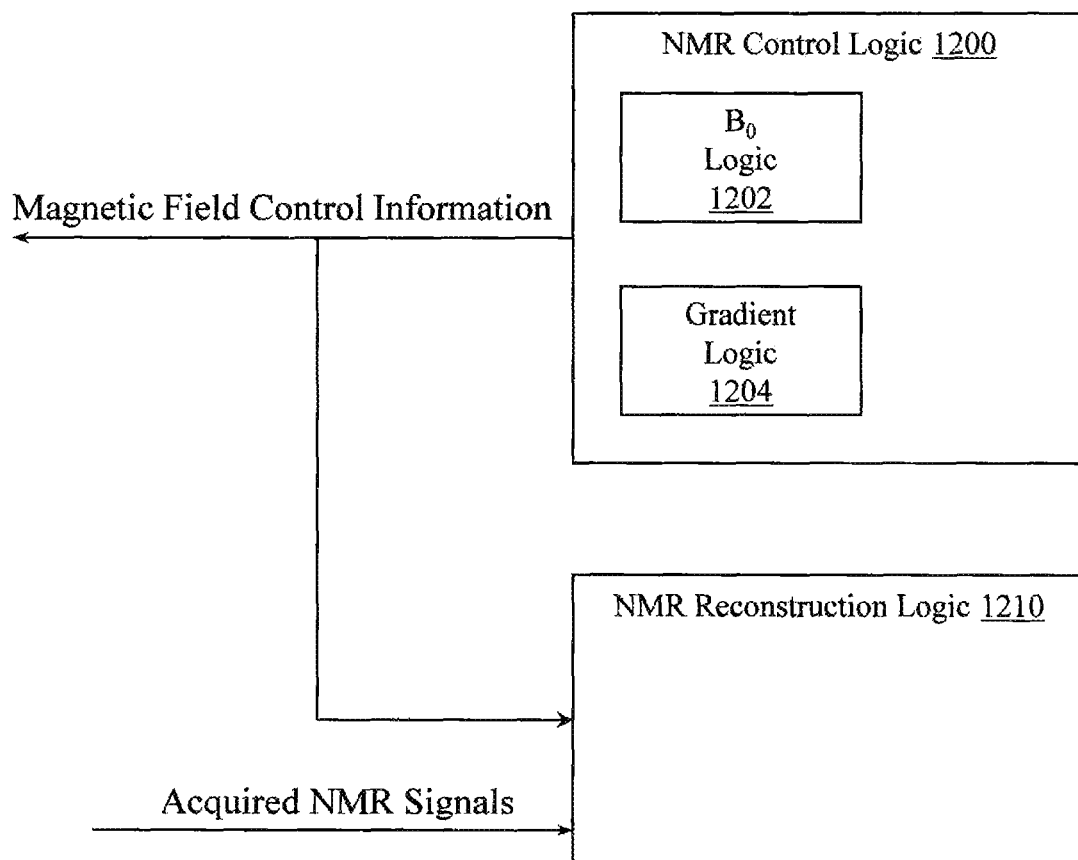 NMR Control Logic 1200
B₀
Logic
1202
Magnetic Field Control Information
Gradient
Logic
1204
NMR Reconstruction Logic 1210
Acquired NMR Signals